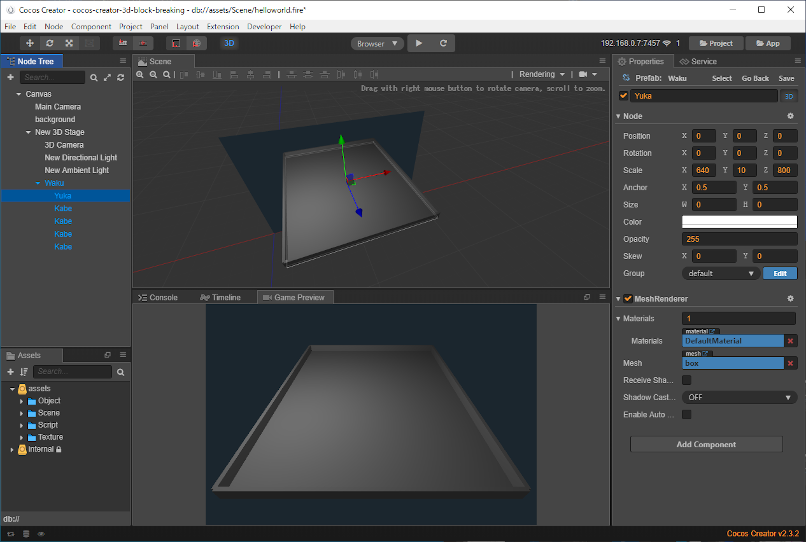 Cocos Creator - cocos-creator-3d-block-breaking - db://assets/Scene/helloworld.fire*
File Edit Node Component Project Panel Layout Extension Developer Help
3D Browser 192.168.0.7:7457 1 Project App
Node Tree
Search...
Canvas
Main Camera
background
New 3D Stage
3D Camera
New Directional Light
New Ambient Light
Waku
Yuka
Kabe
Kabe
Kabe
Kabe
Assets
Search...
assets
Object
Scene
Script
Texture
internal
db://
Scene
Rendering
Drag with right mouse button to rotate camera, scroll to zoom.
Console Timeline Game Preview
Properties Service
Prefab: Waku Select Go Back Save
Yuka 3D
Node
Position X 0 Y 0 Z 0
Rotation X 0 Y 0 Z 0
Scale X 640 Y 10 Z 800
Anchor X 0.5 Y 0.5
Size W 0 H 0
Color
Opacity 255
Skew X 0 Y 0
Group default Edit
MeshRenderer
Materials 1
material
Materials DefaultMaterial
mesh
Mesh box
Receive Sha...
Shadow Cast... OFF
Enable Auto ...
Add Component
Cocos Creator v2.3.2